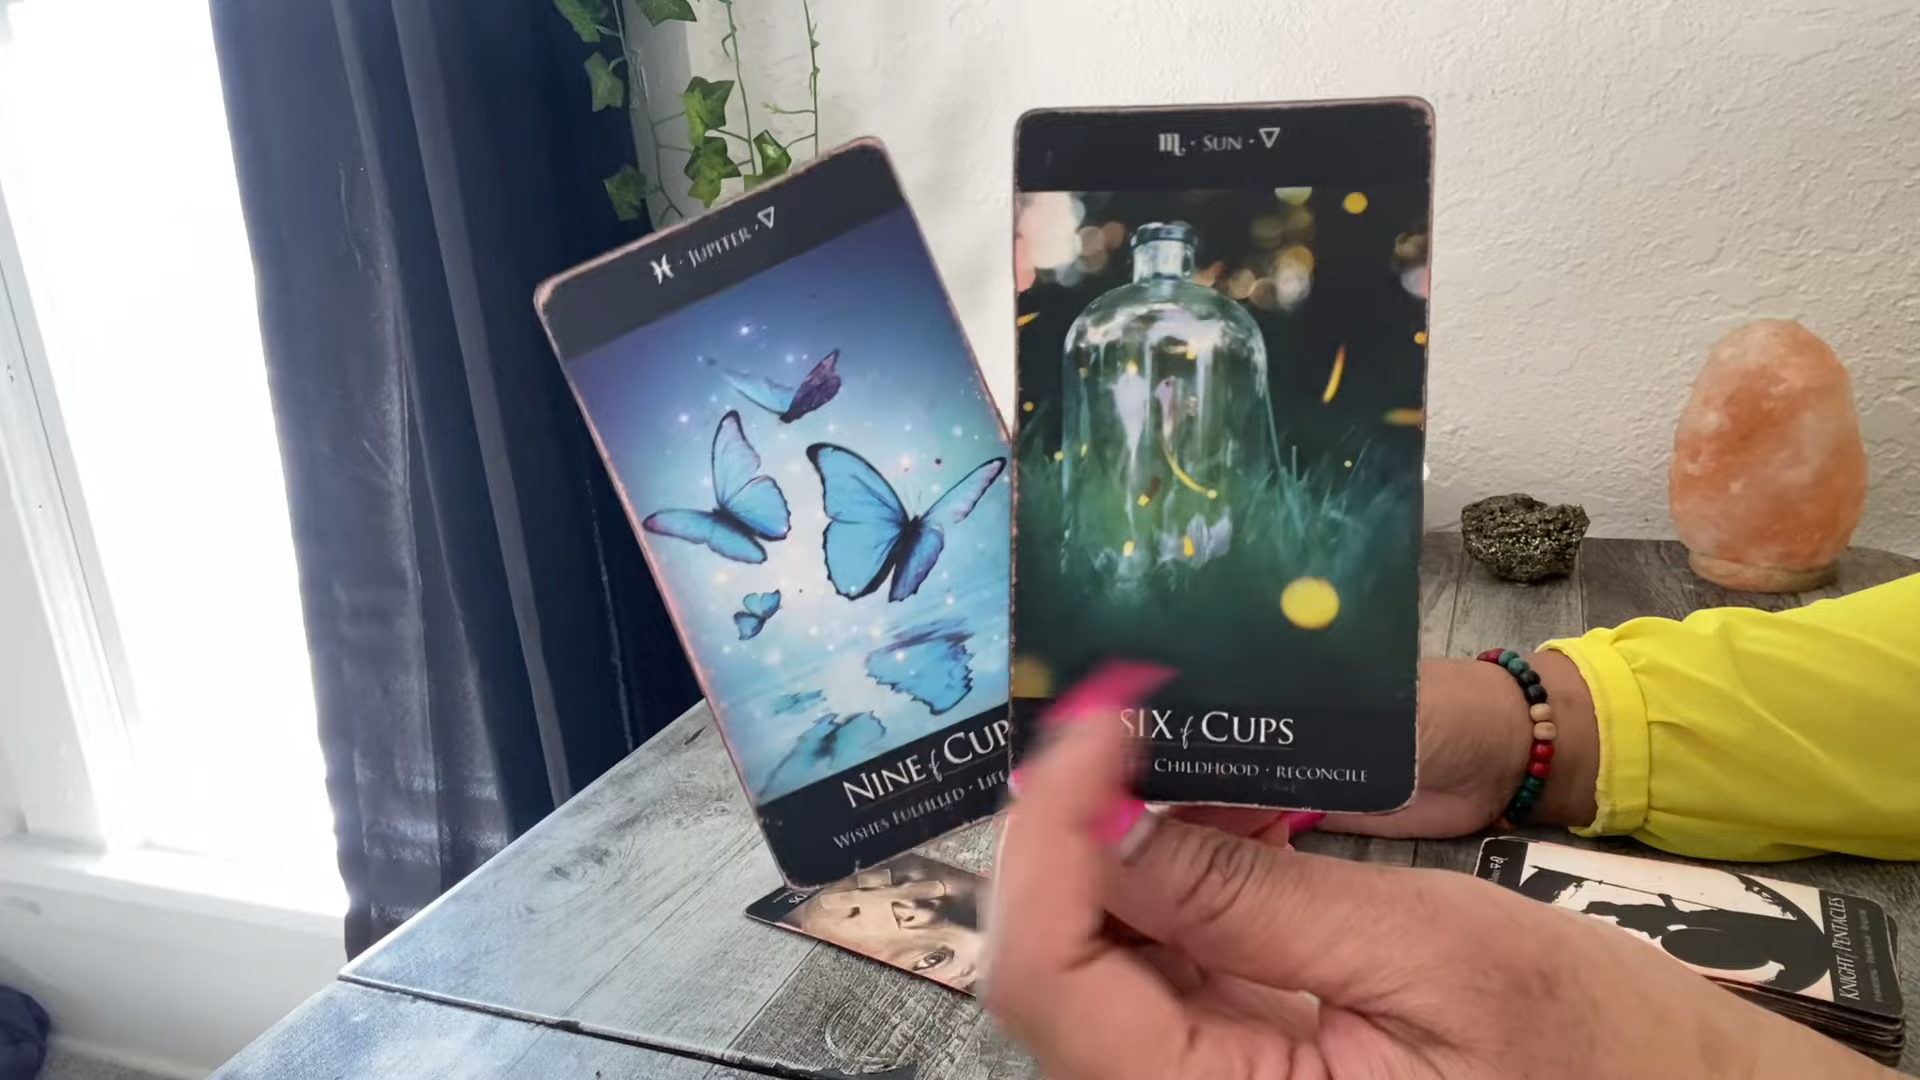 ♓ · JUPITER · 🜄
NINE of CUP
WISHES FULFILLED · LIFE
♏ · SUN · 🜄
SIX of CUPS
CHILDHOOD · RECONCILE
KNIGHT of PENTACLES